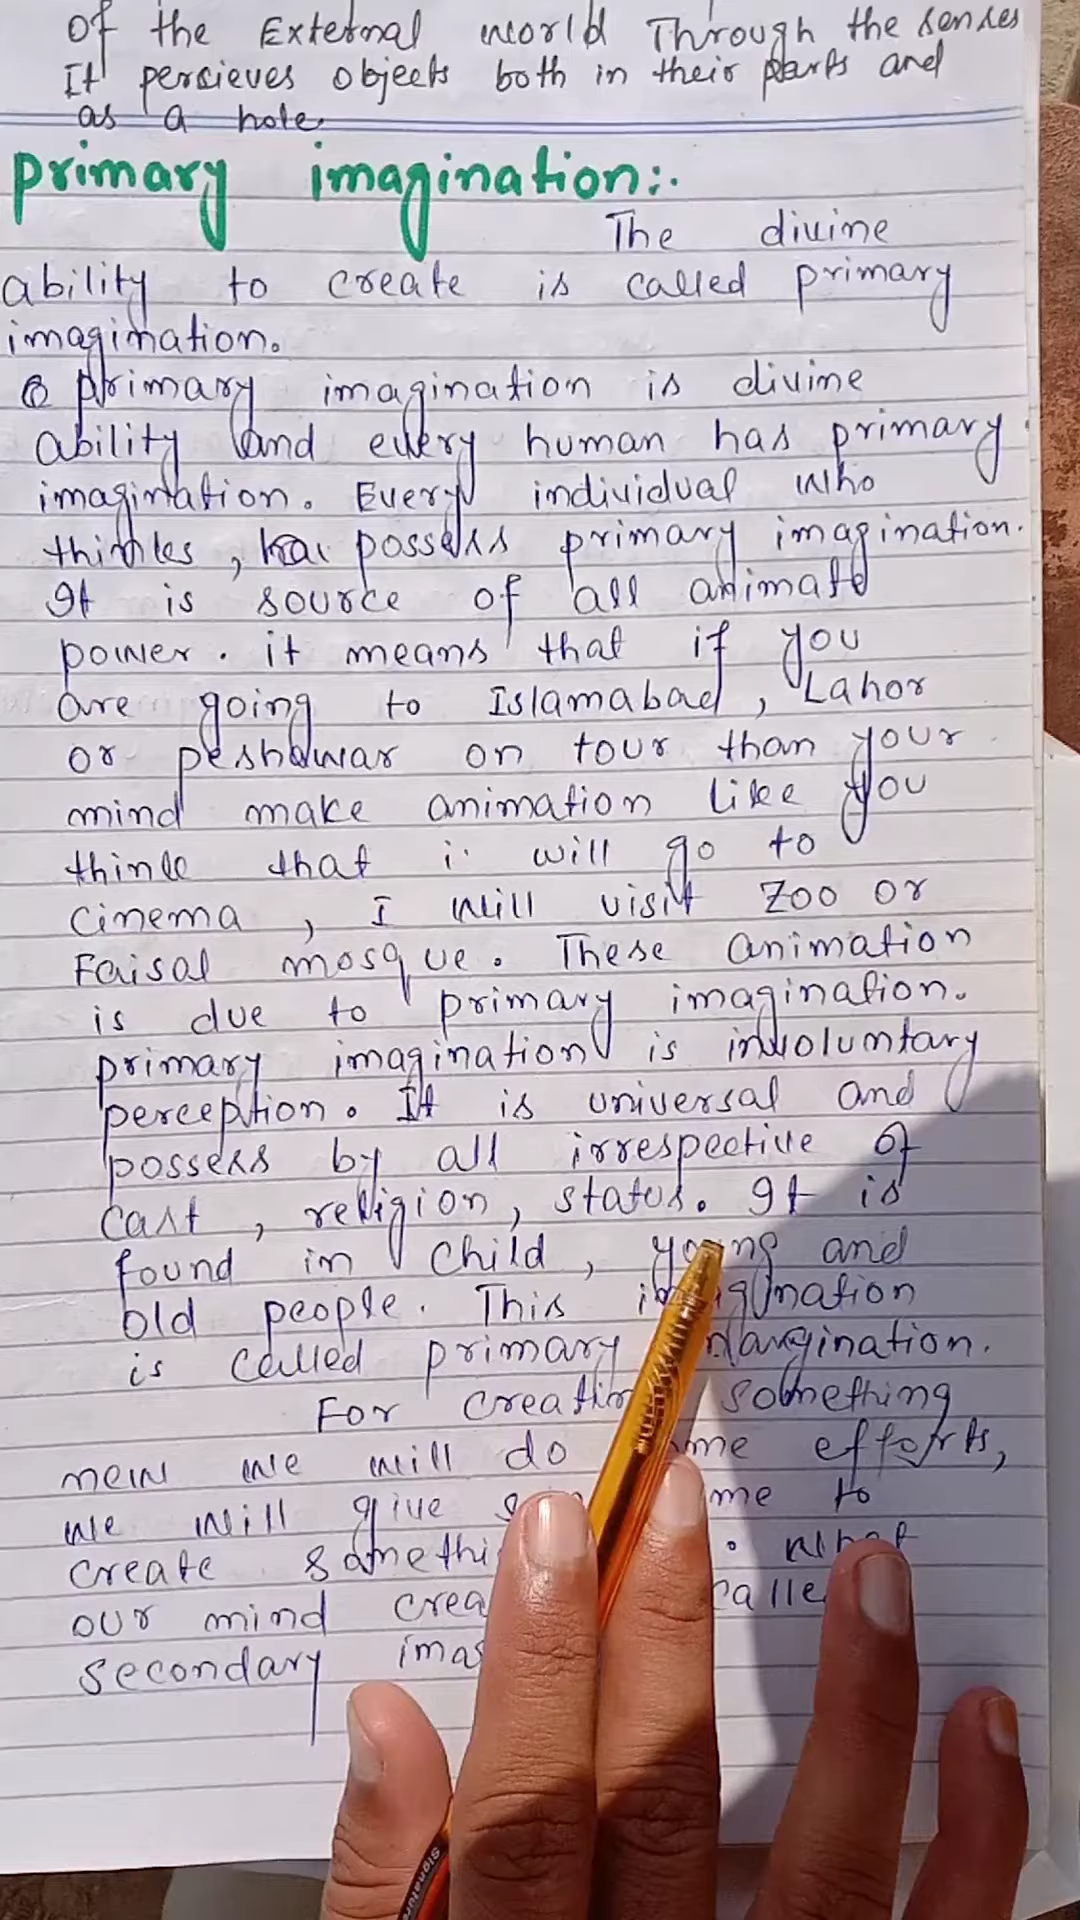 of the External world Through the senses
It percieves objects both in their parts and
as a hole.
primary imagination:.
The divine
ability to create is called primary
imagination.
primary imagination is divine
ability and every human has primary
imagination. Every individual who
thinkes, possess primary imagination.
It is source of all animate
power. it means that if you
are going to Islamabad, Lahor
or peshawar on tour than your
mind make animation like you
think that i will go to
cinema, I will visit Zoo or
Faisal mosque. These animation
is due to primary imagination.
primary imagination is involuntary
perception. It is universal and
possess by all irrespective of
cast, religion, status. It is
found in child, and
old people. This
is called primary
For something
new we will do efforts,
we will give to
create
our mind
secondary
Signature